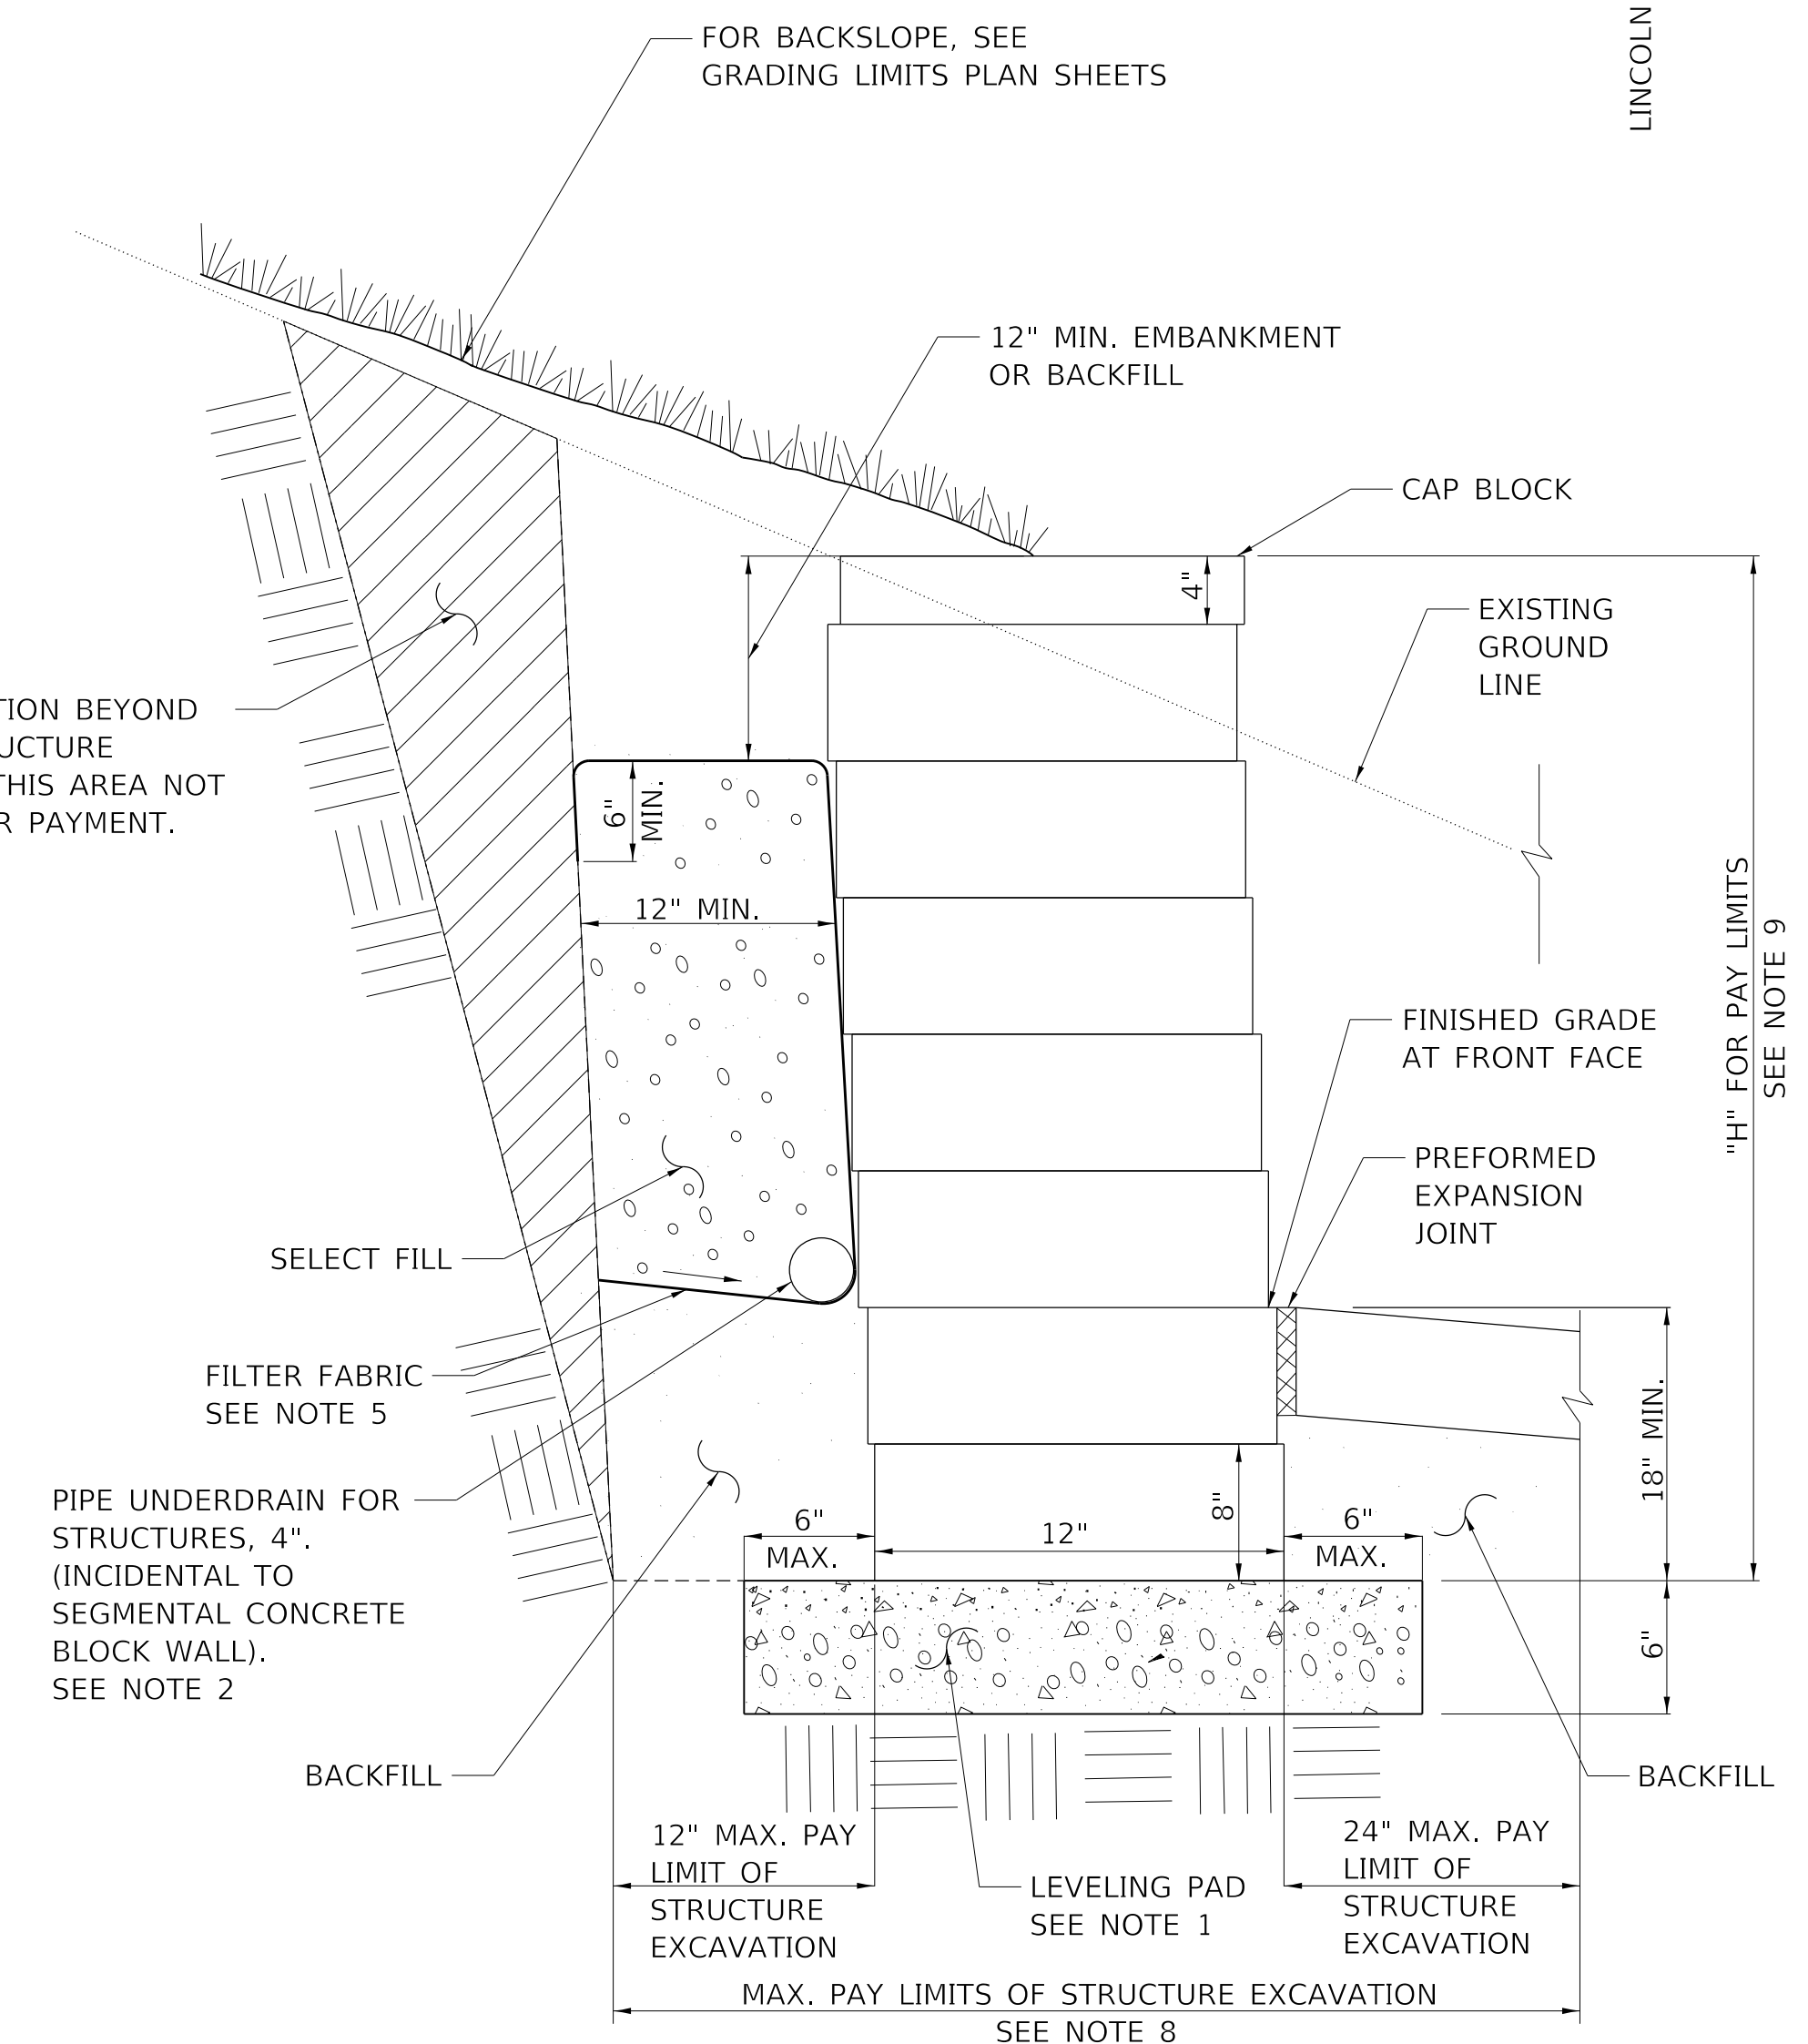 FOR BACKSLOPE, SEE
GRADING LIMITS PLAN SHEETS
LINCOLN
12" MIN. EMBANKMENT
OR BACKFILL
CAP BLOCK
4"
EXISTING
GROUND
LINE
TION BEYOND
UCTURE
THIS AREA NOT
R PAYMENT.
6"
MIN.
12" MIN.
"H" FOR PAY LIMITS
SEE NOTE 9
FINISHED GRADE
AT FRONT FACE
PREFORMED
EXPANSION
JOINT
SELECT FILL
FILTER FABRIC
SEE NOTE 5
18" MIN.
PIPE UNDERDRAIN FOR
STRUCTURES, 4".
(INCIDENTAL TO
SEGMENTAL CONCRETE
BLOCK WALL).
SEE NOTE 2
6"
MAX.
12"
8"
6"
MAX.
6"
BACKFILL
BACKFILL
12" MAX. PAY
LIMIT OF
STRUCTURE
EXCAVATION
LEVELING PAD
SEE NOTE 1
24" MAX. PAY
LIMIT OF
STRUCTURE
EXCAVATION
MAX. PAY LIMITS OF STRUCTURE EXCAVATION
SEE NOTE 8